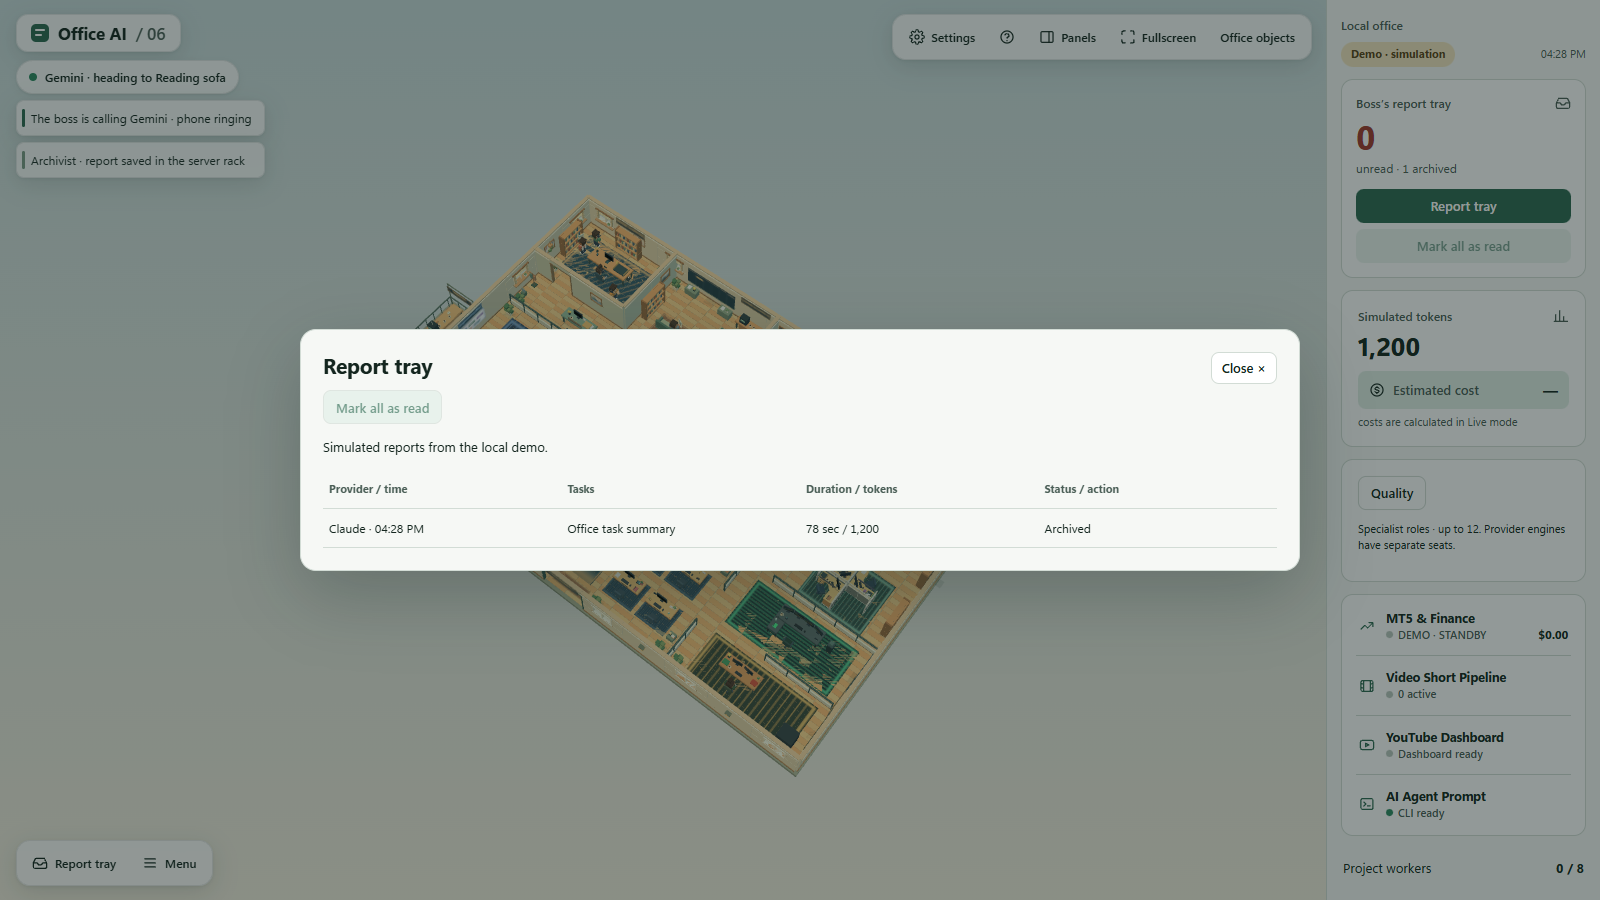 Office AI / 06
Gemini · heading to Reading sofa
The boss is calling Gemini · phone ringing
Archivist · report saved in the server rack
Settings
Panels
Fullscreen
Office objects
Report tray
Close ×
Mark all as read
Simulated reports from the local demo.
Provider / time Tasks Duration / tokens Status / action
Claude · 04:28 PM Office task summary 78 sec / 1,200 Archived
Report tray
Menu
Local office
Demo · simulation 04:28 PM
Boss's report tray
0
unread · 1 archived
Report tray
Mark all as read
Simulated tokens
1,200
Estimated cost —
costs are calculated in Live mode
Quality
Specialist roles · up to 12. Provider engines
have separate seats.
MT5 & Finance
DEMO · STANDBY $0.00
Video Short Pipeline
0 active
YouTube Dashboard
Dashboard ready
AI Agent Prompt
CLI ready
Project workers 0 / 8